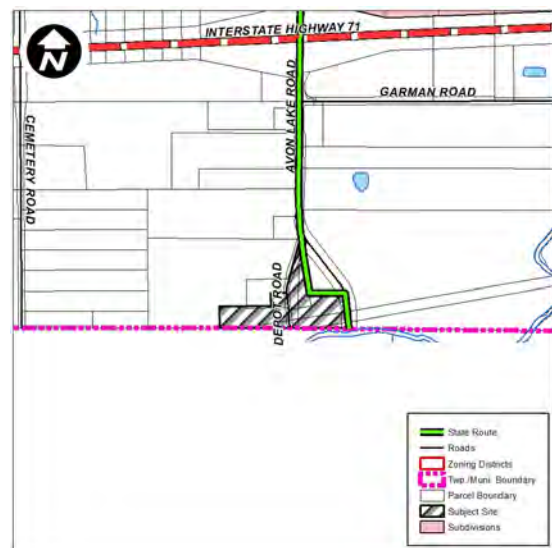 INTERSTATE HIGHWAY 71
N
GARMAN ROAD
AVON LAKE ROAD
CEMETERY ROAD
DEPOT ROAD
State Route
Roads
Zoning Districts
Twp./Muni. Boundary
Parcel Boundary
Subject Site
Subdivisions